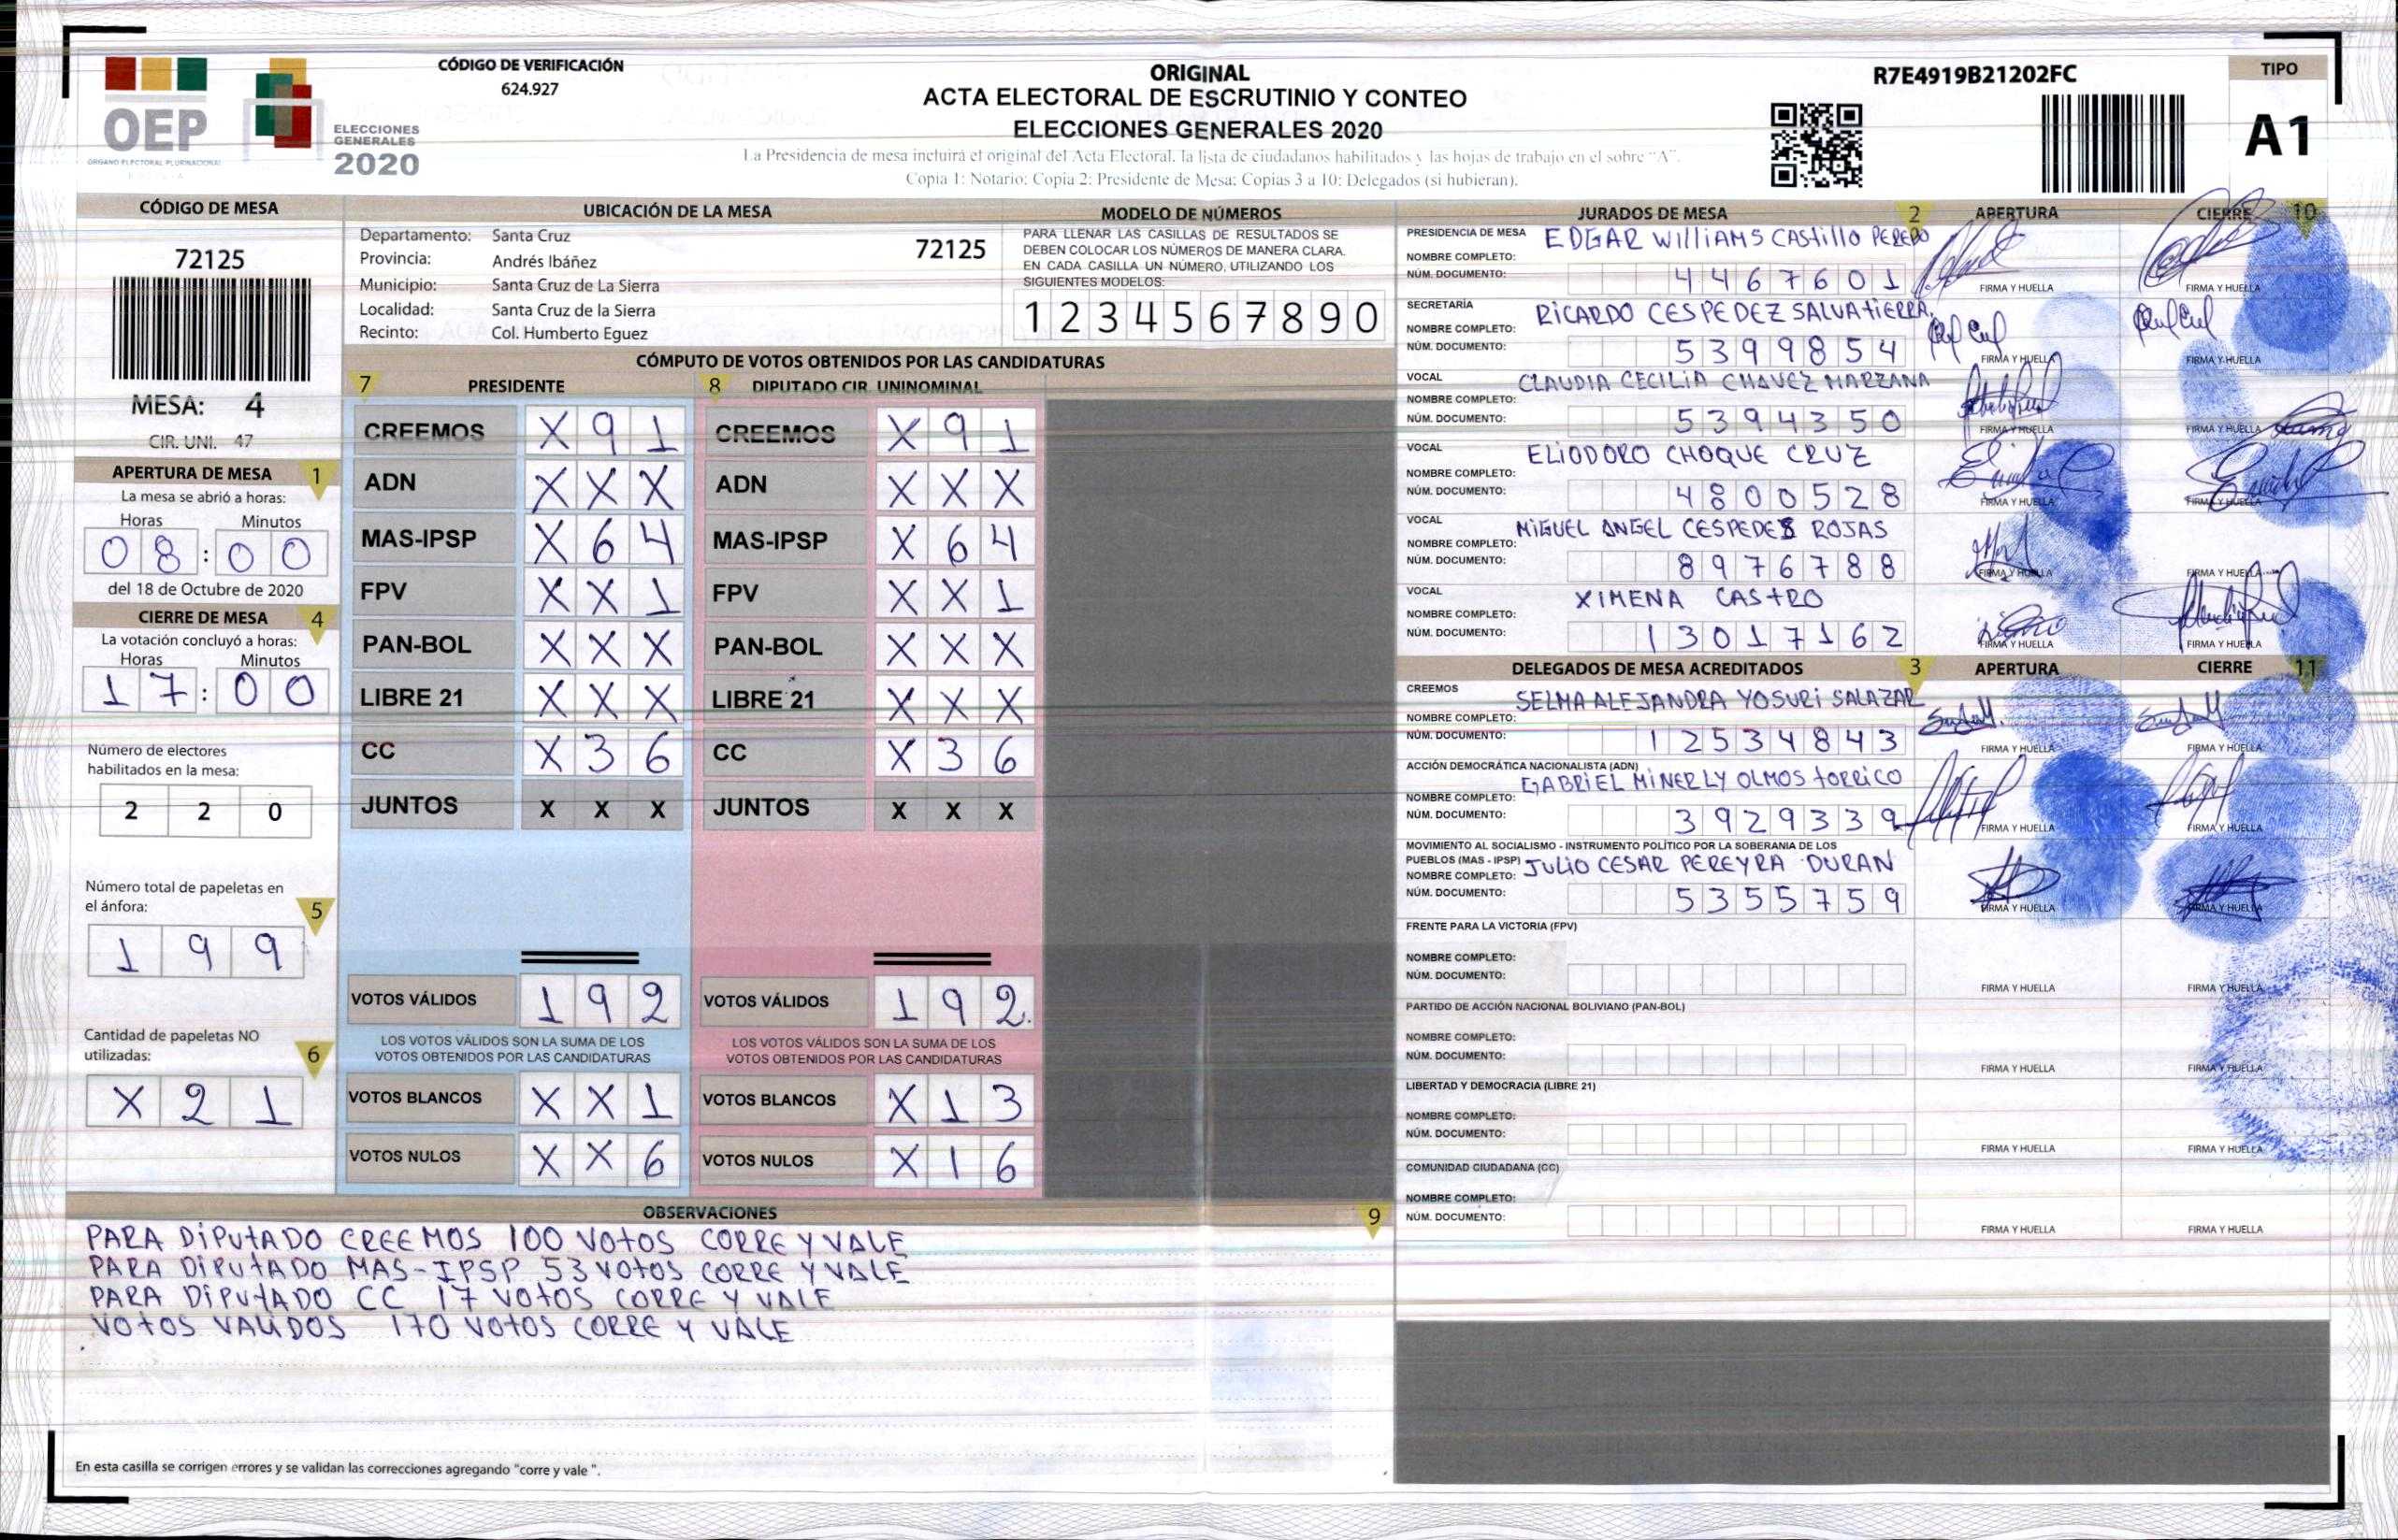 CÓDIGO DE VERIFICACIÓN
624.927
OEP
ÓRGANO ELECTORAL PLURINACIONAL
BOLIVIA
ELECCIONES
GENERALES
2020
ORIGINAL
ACTA ELECTORAL DE ESCRUTINIO Y CONTEO
ELECCIONES GENERALES 2020
La Presidencia de mesa incluirá el original del Acta Electoral, la lista de ciudadanos habilitados y las hojas de trabajo en el sobre "A".
Copia 1: Notario; Copia 2: Presidente de Mesa; Copias 3 a 10: Delegados (si hubieran).
R7E4919B21202FC
TIPO
A1
CÓDIGO DE MESA
72125
MESA: 4
CIR. UNI. 47
APERTURA DE MESA 1
La mesa se abrió a horas:
Horas Minutos
08:00
del 18 de Octubre de 2020
CIERRE DE MESA 4
La votación concluyó a horas:
Horas Minutos
17:00
Número de electores
habilitados en la mesa:
2 2 0
Número total de papeletas en
el ánfora: 5
1 9 9
Cantidad de papeletas NO
utilizadas: 6
X 2 1
UBICACIÓN DE LA MESA
Departamento: Santa Cruz
Provincia: Andrés Ibáñez
Municipio: Santa Cruz de La Sierra
Localidad: Santa Cruz de la Sierra
Recinto: Col. Humberto Eguez
72125
MODELO DE NÚMEROS
PARA LLENAR LAS CASILLAS DE RESULTADOS SE
DEBEN COLOCAR LOS NÚMEROS DE MANERA CLARA.
EN CADA CASILLA UN NÚMERO, UTILIZANDO LOS
SIGUIENTES MODELOS:
1 2 3 4 5 6 7 8 9 0
CÓMPUTO DE VOTOS OBTENIDOS POR LAS CANDIDATURAS
7 PRESIDENTE
CREEMOS X 9 1
ADN X X X
MAS-IPSP X 6 4
FPV X X 1
PAN-BOL X X X
LIBRE 21 X X X
CC X 3 6
JUNTOS X X X
VOTOS VÁLIDOS 1 9 2
LOS VOTOS VÁLIDOS SON LA SUMA DE LOS
VOTOS OBTENIDOS POR LAS CANDIDATURAS
VOTOS BLANCOS X X 1
VOTOS NULOS X X 6
8 DIPUTADO CIR. UNINOMINAL
CREEMOS X 9 1
ADN X X X
MAS-IPSP X 6 4
FPV X X 1
PAN-BOL X X X
LIBRE 21 X X X
CC X 3 6
JUNTOS X X X
VOTOS VÁLIDOS 1 9 2.
LOS VOTOS VÁLIDOS SON LA SUMA DE LOS
VOTOS OBTENIDOS POR LAS CANDIDATURAS
VOTOS BLANCOS X 1 3
VOTOS NULOS X 1 6
OBSERVACIONES 9
PARA DiPUtADO CREEMOS 100 VOtOS CORRE Y VALE
PARA DiPUtADO MAS-IPSP 53 VOtOS CORRE Y VALE
PARA DiPUtADO CC 17 VOTOS CORRE Y VALE
VOtOS VALIDOS 170 VOtOS CORRE Y VALE
En esta casilla se corrigen errores y se validan las correcciones agregando "corre y vale ".
JURADOS DE MESA 2 APERTURA CIERRE 10
PRESIDENCIA DE MESA EDGAR WilliAMS CAStillO PEREDO
NOMBRE COMPLETO:
NÚM. DOCUMENTO: 4467601 FIRMA Y HUELLA FIRMA Y HUELLA
SECRETARÍA RiCARDO CESPEDEZ SALVAtiERRA
NOMBRE COMPLETO:
NÚM. DOCUMENTO: 5399854 FIRMA Y HUELLA FIRMA Y HUELLA
VOCAL CLAUDIA CECILIA CHAVEZ MARZANA
NOMBRE COMPLETO:
NÚM. DOCUMENTO: 5394350 FIRMA Y HUELLA FIRMA Y HUELLA
VOCAL ELIODORO CHOQUE CRUZ
NOMBRE COMPLETO:
NÚM. DOCUMENTO: 4800528 FIRMA Y HUELLA FIRMA Y HUELLA
VOCAL MiGUEL ANGEL CESPEDES ROJAS
NOMBRE COMPLETO:
NÚM. DOCUMENTO: 8976788 FIRMA Y HUELLA FIRMA Y HUELLA
VOCAL XIMENA CAStRO
NOMBRE COMPLETO:
NÚM. DOCUMENTO: 13017162 FIRMA Y HUELLA FIRMA Y HUELLA
DELEGADOS DE MESA ACREDITADOS 3 APERTURA CIERRE 11
CREEMOS SELMA ALEJANDRA YOSURI SALAZAR
NOMBRE COMPLETO:
NÚM. DOCUMENTO: 12534843 FIRMA Y HUELLA FIRMA Y HUELLA
ACCIÓN DEMOCRÁTICA NACIONALISTA (ADN)
GABRIEL MINERLY OLMOS tORRICO
NOMBRE COMPLETO:
NÚM. DOCUMENTO: 3929339 FIRMA Y HUELLA FIRMA Y HUELLA
MOVIMIENTO AL SOCIALISMO - INSTRUMENTO POLÍTICO POR LA SOBERANIA DE LOS
PUEBLOS (MAS - IPSP) JULIO CESAR PEREYRA DURAN
NOMBRE COMPLETO:
NÚM. DOCUMENTO: 5355759 FIRMA Y HUELLA FIRMA Y HUELLA
FRENTE PARA LA VICTORIA (FPV)
NOMBRE COMPLETO:
NÚM. DOCUMENTO: FIRMA Y HUELLA FIRMA Y HUELLA
PARTIDO DE ACCIÓN NACIONAL BOLIVIANO (PAN-BOL)
NOMBRE COMPLETO:
NÚM. DOCUMENTO: FIRMA Y HUELLA FIRMA Y HUELLA
LIBERTAD Y DEMOCRACIA (LIBRE 21)
NOMBRE COMPLETO:
NÚM. DOCUMENTO: FIRMA Y HUELLA FIRMA Y HUELLA
COMUNIDAD CIUDADANA (CC)
NOMBRE COMPLETO:
NÚM. DOCUMENTO: FIRMA Y HUELLA FIRMA Y HUELLA